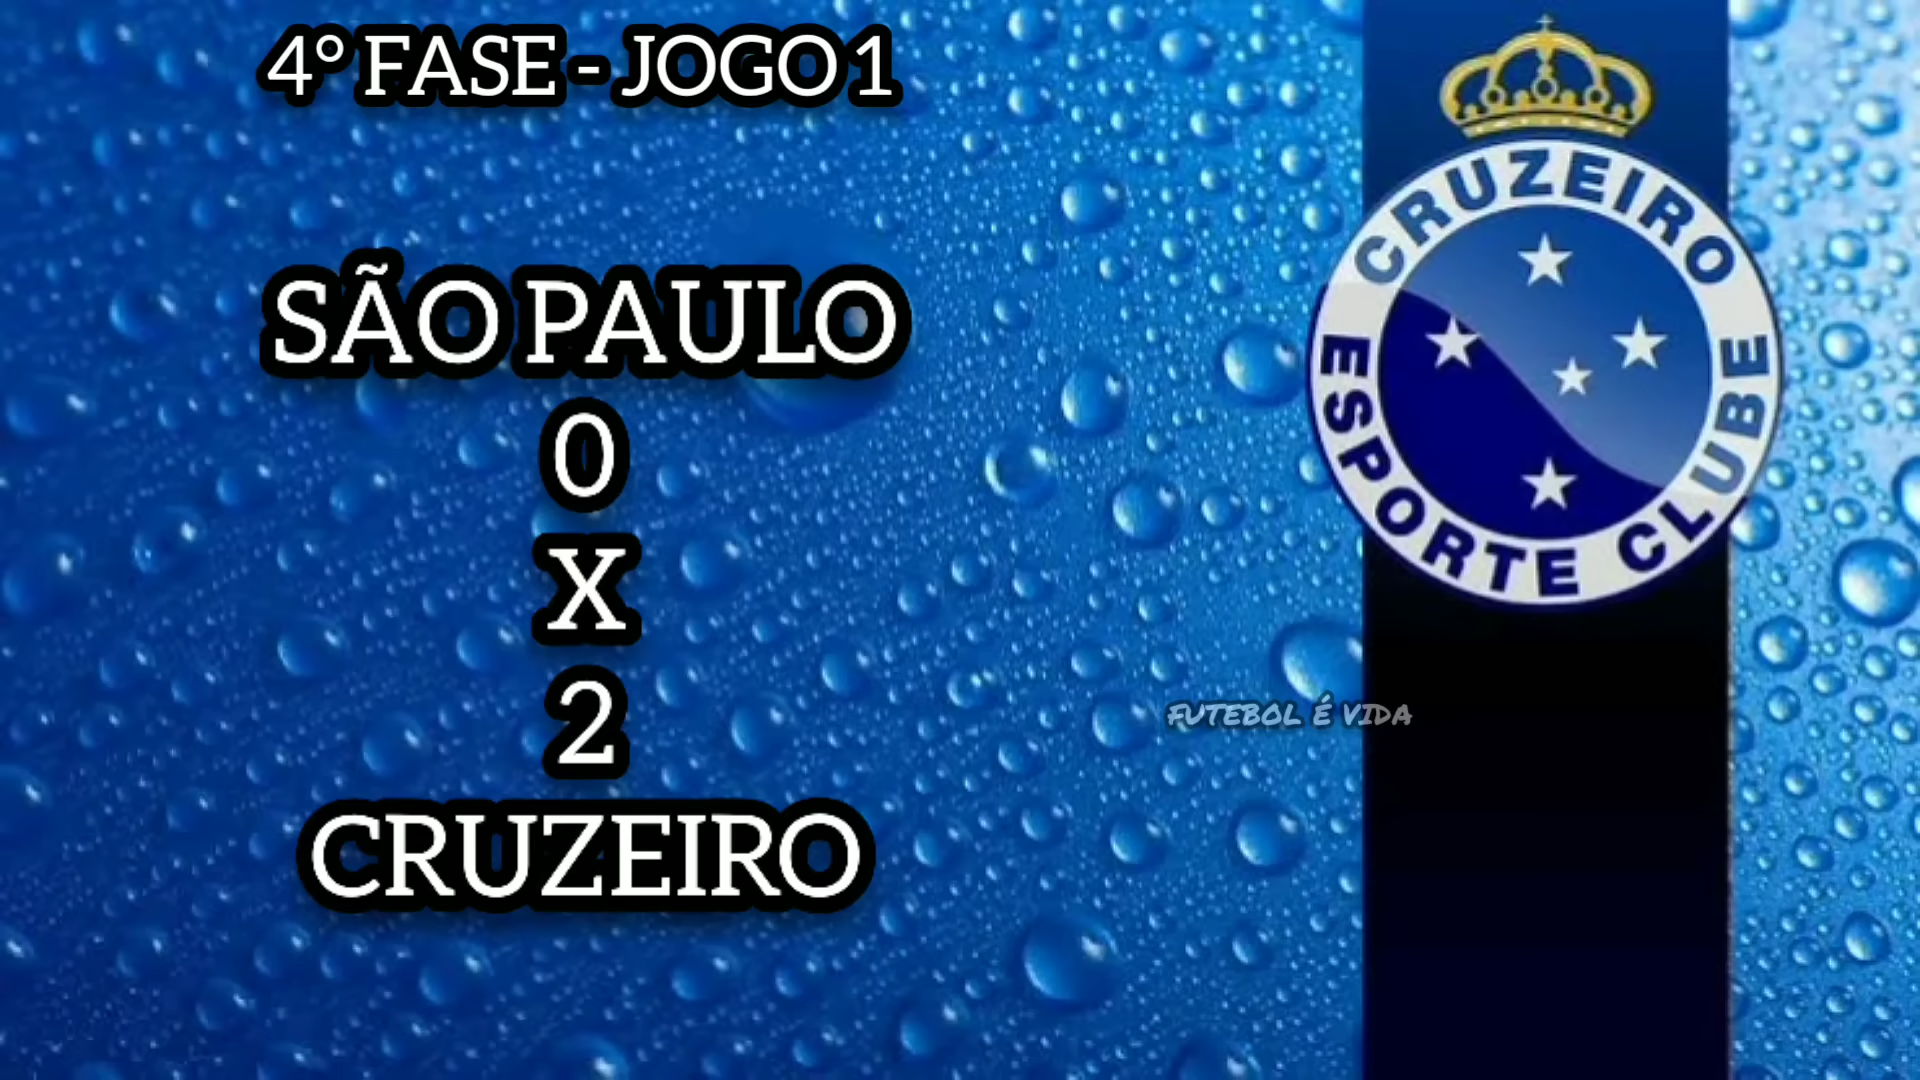 4° FASE - JOGO 1
SÃO PAULO
0
X
2
CRUZEIRO
CRUZEIRO
ESPORTE CLUBE
FUTEBOL É VIDA